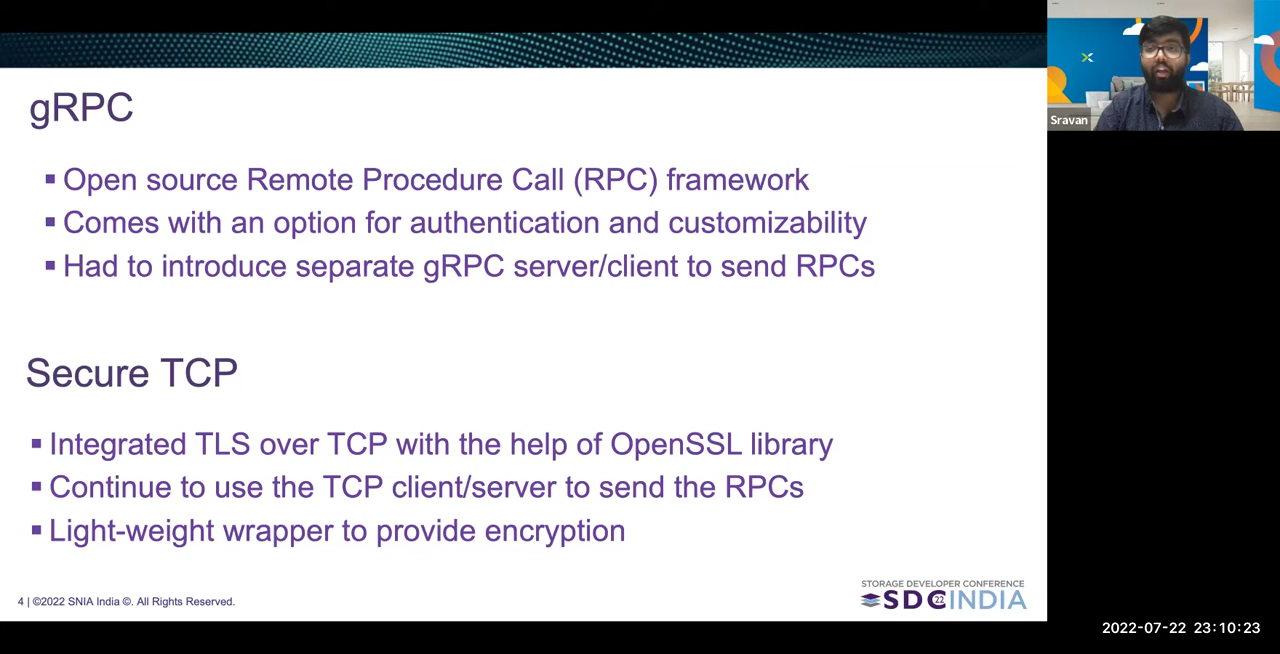 gRPC
▪ Open source Remote Procedure Call (RPC) framework
▪ Comes with an option for authentication and customizability
▪ Had to introduce separate gRPC server/client to send RPCs
Secure TCP
▪ Integrated TLS over TCP with the help of OpenSSL library
▪ Continue to use the TCP client/server to send the RPCs
▪ Light-weight wrapper to provide encryption
4 | ©2022 SNIA India ©. All Rights Reserved.
STORAGE DEVELOPER CONFERENCE
SDC 22 INDIA
Sravan
2022-07-22 23:10:23